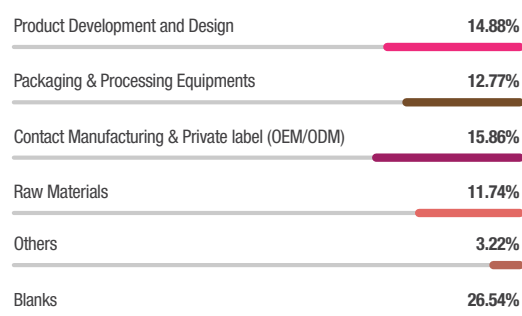 Product Development and Design 14.88%
Packaging & Processing Equipments 12.77%
Contact Manufacturing & Private label (OEM/ODM) 15.86%
Raw Materials 11.74%
Others 3.22%
Blanks 26.54%